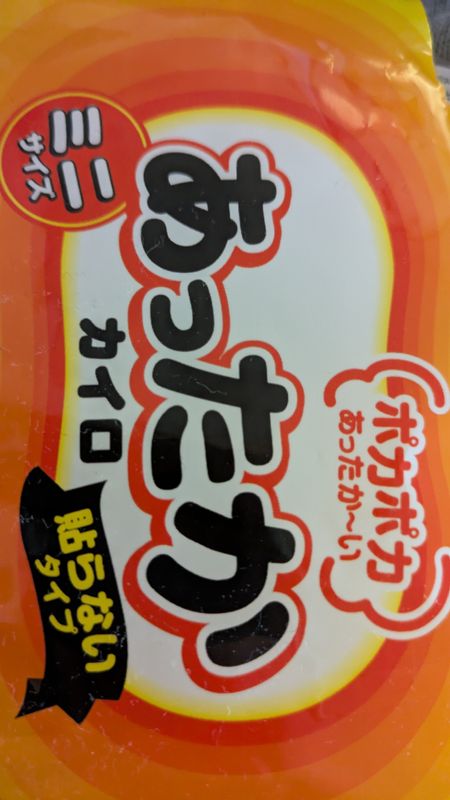 ポカポカ
あったか～い
あったか
カイロ
ミニ
サイズ
貼らない
タイプ